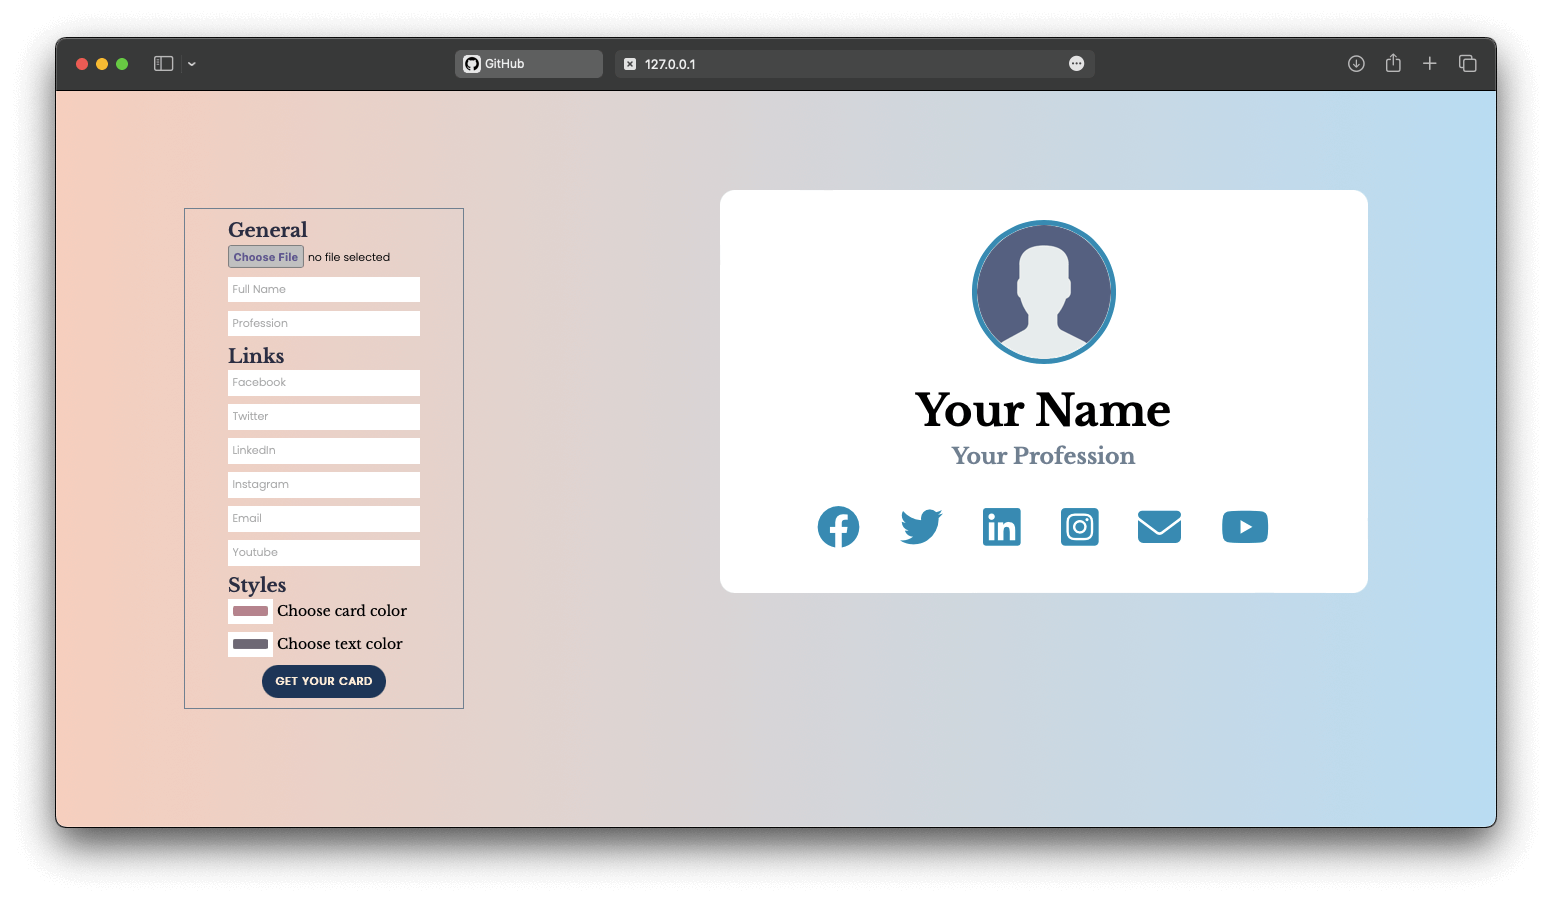 GitHub
127.0.0.1
General
Choose File no file selected
Full Name
Profession
Links
Facebook
Twitter
LinkedIn
Instagram
Email
Youtube
Styles
Choose card color
Choose text color
GET YOUR CARD
Your Name
Your Profession